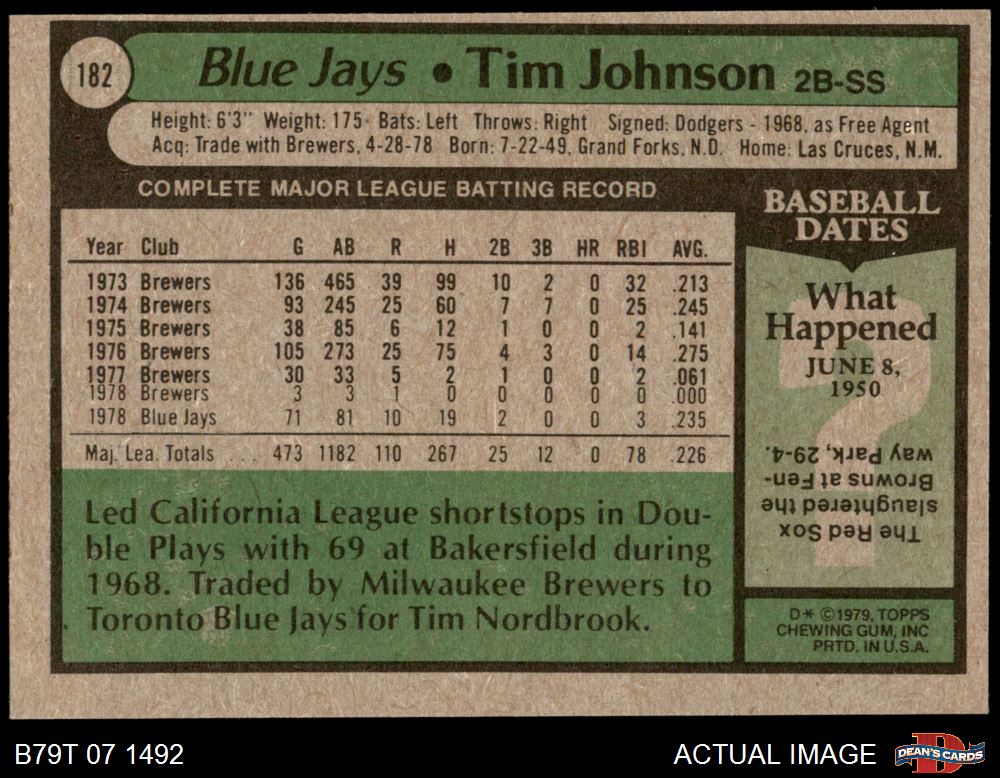 182
Blue Jays • Tim Johnson 2B-SS
Height: 6'3" Weight: 175 Bats: Left Throws: Right Signed: Dodgers - 1968, as Free Agent
Acq: Trade with Brewers, 4-28-78 Born: 7-22-49, Grand Forks, N.D. Home: Las Cruces, N.M.
COMPLETE MAJOR LEAGUE BATTING RECORD
Year Club G AB R H 2B 3B HR RBI AVG.
1973 Brewers 136 465 39 99 10 2 0 32 .213
1974 Brewers 93 245 25 60 7 7 0 25 .245
1975 Brewers 38 85 6 12 1 0 0 2 .141
1976 Brewers 105 273 25 75 4 3 0 14 .275
1977 Brewers 30 33 5 2 1 0 0 2 .061
1978 Brewers 3 3 1 0 0 0 0 0 .000
1978 Blue Jays 71 81 10 19 2 0 0 3 .235
Maj. Lea. Totals . . . 473 1182 110 267 25 12 0 78 .226
Led California League shortstops in Dou-
ble Plays with 69 at Bakersfield during
1968. Traded by Milwaukee Brewers to
Toronto Blue Jays for Tim Nordbrook.
BASEBALL
DATES
What
Happened
JUNE 8,
1950
?
The Red Sox
slaughtered the
Browns at Fen-
way Park, 29-4.
D* ©1979, TOPPS
CHEWING GUM, INC
PRTD. IN U.S.A.
B79T 07 1492
ACTUAL IMAGE
DEAN'S CARDS